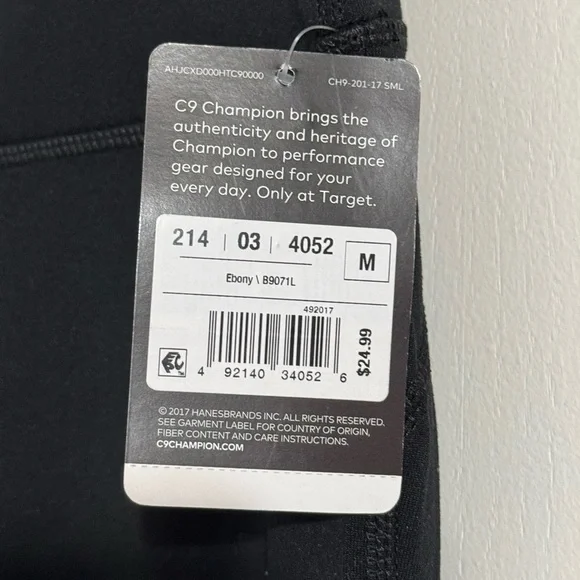 AHJCXD000HTC90000
CH9-201-17 SML
C9 Champion brings the
authenticity and heritage of
Champion to performance
gear designed for your
every day. Only at Target.
214 | 03 | 4052
M
Ebony \ B9071L
492017
4 92140 34052 6
$24.99
© 2017 HANESBRANDS INC. ALL RIGHTS RESERVED.
SEE GARMENT LABEL FOR COUNTRY OF ORIGIN,
FIBER CONTENT AND CARE INSTRUCTIONS.
C9CHAMPION.COM